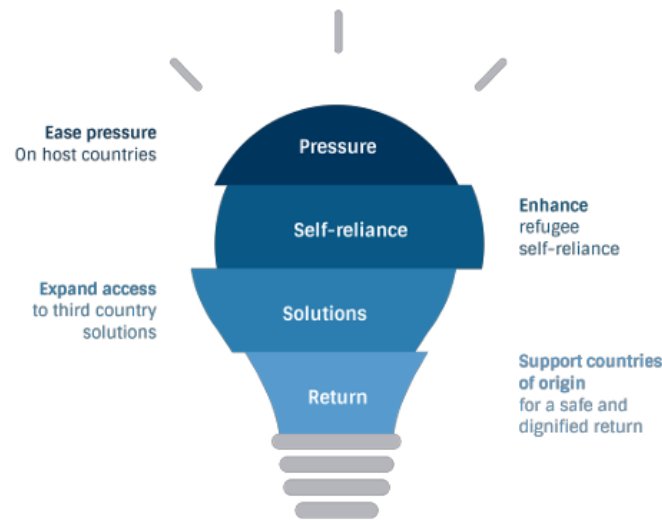 Ease pressure
On host countries
Pressure
Self-reliance
Enhance
refugee
self-reliance
Expand access
to third country
solutions
Solutions
Return
Support countries
of origin
for a safe and
dignified return